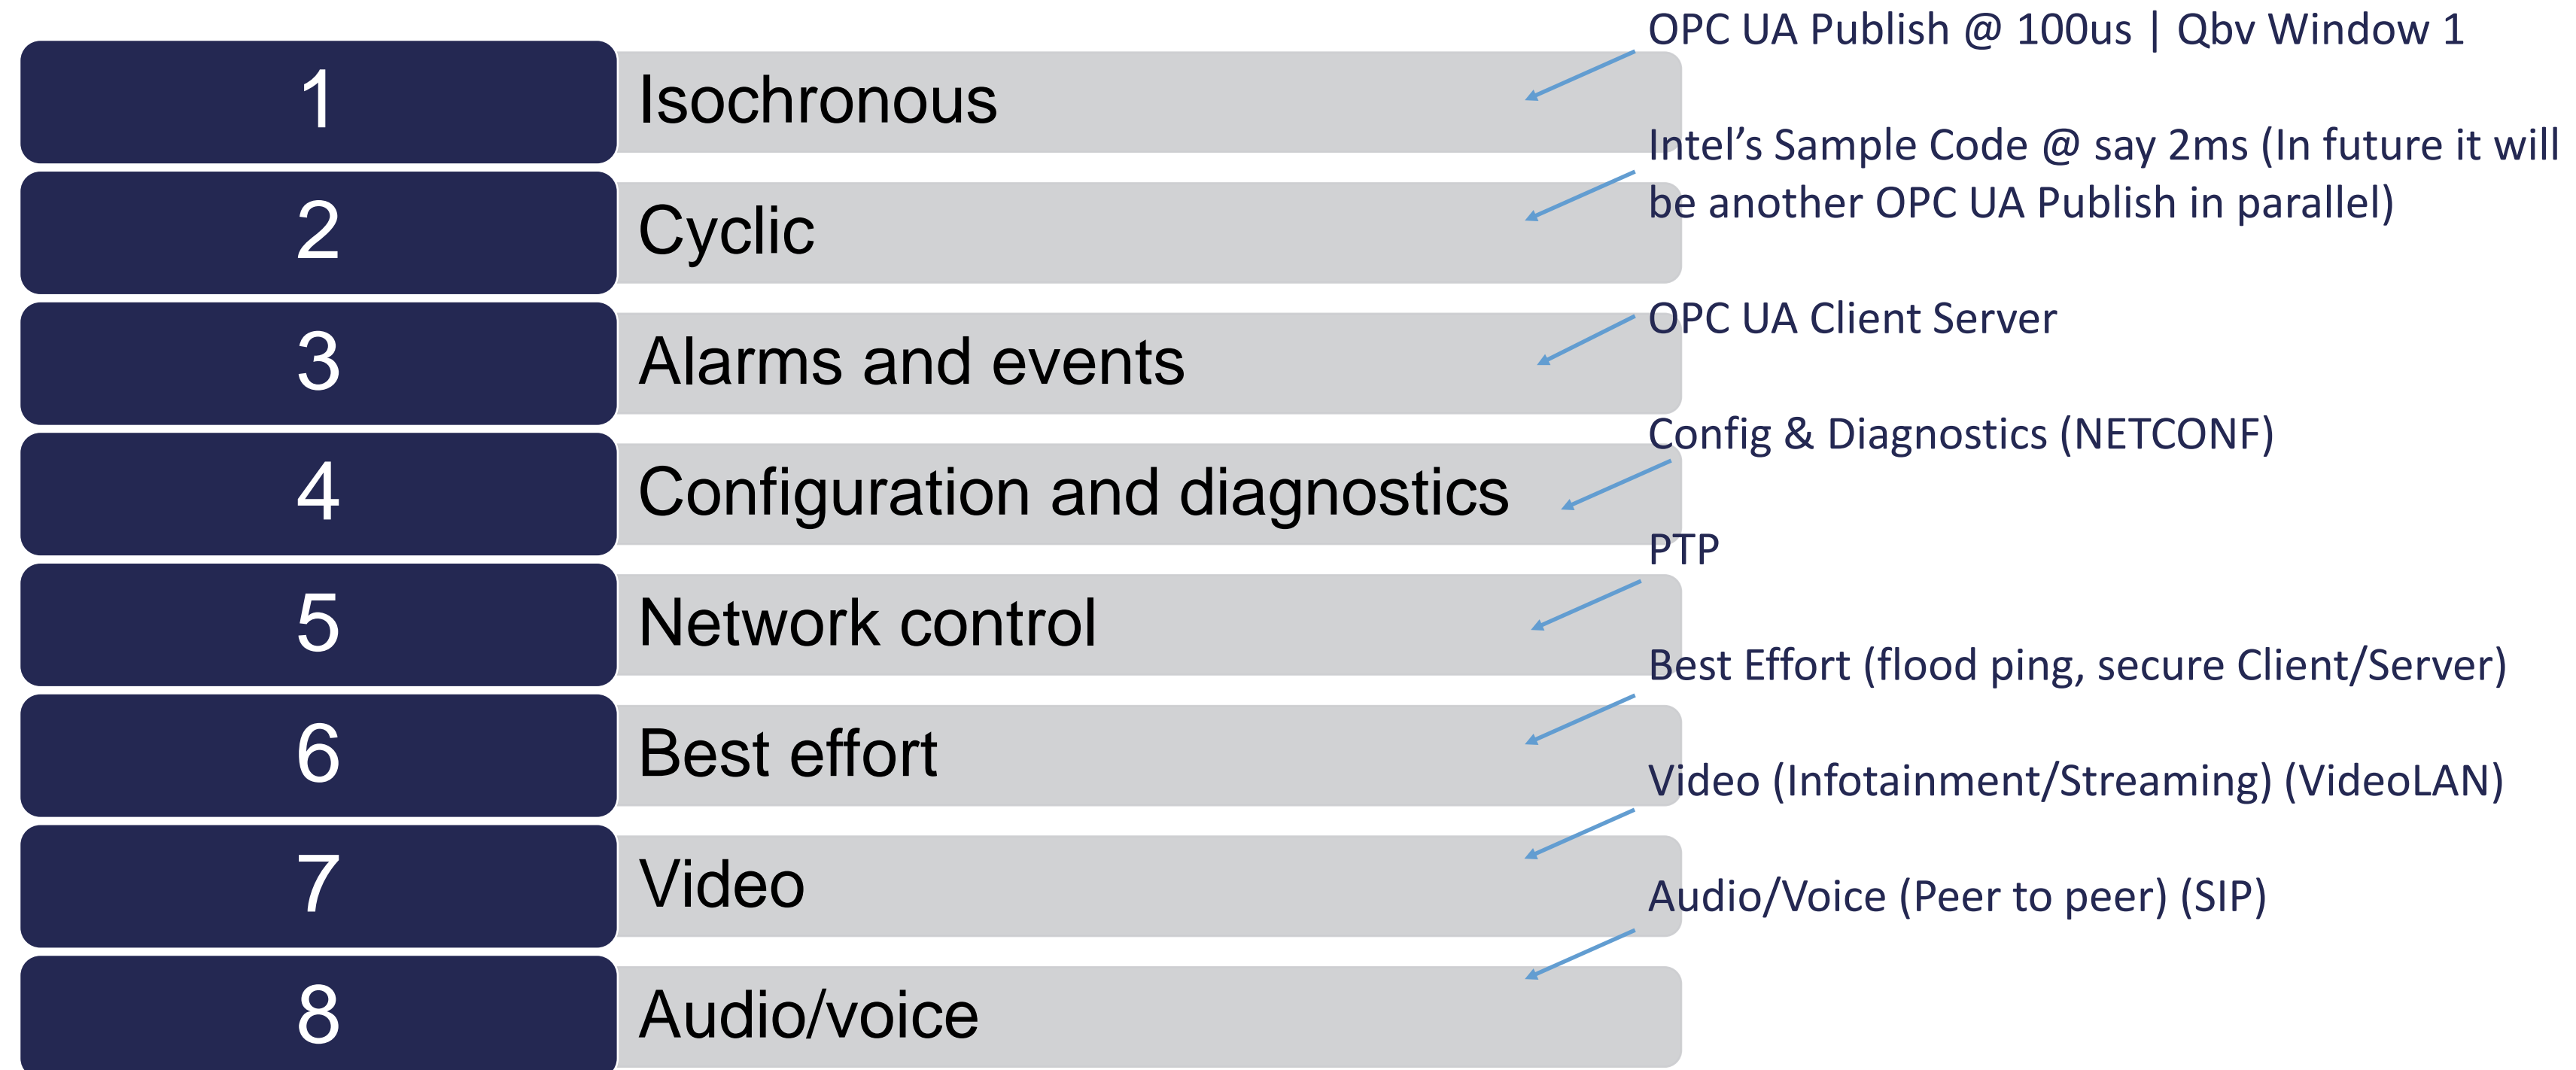 OPC UA Publish @ 100us | Qbv Window 1
1
Isochronous
Intel’s Sample Code @ say 2ms (In future it will
be another OPC UA Publish in parallel)
2
Cyclic
OPC UA Client Server
3
Alarms and events
Config & Diagnostics (NETCONF)
4
Configuration and diagnostics
PTP
5
Network control
Best Effort (flood ping, secure Client/Server)
6
Best effort
Video (Infotainment/Streaming) (VideoLAN)
7
Video
Audio/Voice (Peer to peer) (SIP)
8
Audio/voice